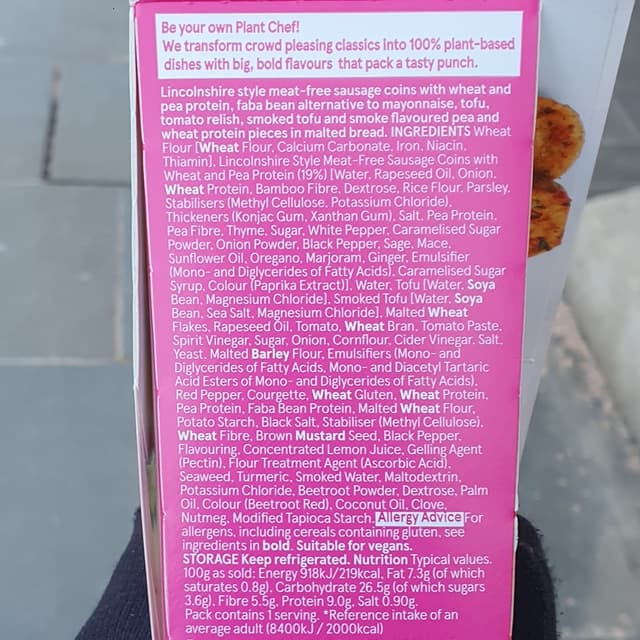 Be your own Plant Chef!
We transform crowd pleasing classics into 100% plant-based
dishes with big, bold flavours that pack a tasty punch.
Lincolnshire style meat-free sausage coins with wheat and
pea protein, faba bean alternative to mayonnaise, tofu,
tomato relish, smoked tofu and smoke flavoured pea and
wheat protein pieces in malted bread. INGREDIENTS Wheat
Flour [Wheat Flour, Calcium Carbonate, Iron, Niacin,
Thiamin], Lincolnshire Style Meat-Free Sausage Coins with
Wheat and Pea Protein (19%) [Water, Rapeseed Oil, Onion,
Wheat Protein, Bamboo Fibre, Dextrose, Rice Flour, Parsley,
Stabilisers (Methyl Cellulose, Potassium Chloride),
Thickeners (Konjac Gum, Xanthan Gum), Salt, Pea Protein,
Pea Fibre, Thyme, Sugar, White Pepper, Caramelised Sugar
Powder, Onion Powder, Black Pepper, Sage, Mace,
Sunflower Oil, Oregano, Marjoram, Ginger, Emulsifier
(Mono- and Diglycerides of Fatty Acids), Caramelised Sugar
Syrup, Colour (Paprika Extract)], Water, Tofu [Water, Soya
Bean, Magnesium Chloride], Smoked Tofu [Water, Soya
Bean, Sea Salt, Magnesium Chloride], Malted Wheat
Flakes, Rapeseed Oil, Tomato, Wheat Bran, Tomato Paste,
Spirit Vinegar, Sugar, Onion, Cornflour, Cider Vinegar, Salt,
Yeast, Malted Barley Flour, Emulsifiers (Mono- and
Diglycerides of Fatty Acids, Mono- and Diacetyl Tartaric
Acid Esters of Mono- and Diglycerides of Fatty Acids),
Red Pepper, Courgette, Wheat Gluten, Wheat Protein,
Pea Protein, Faba Bean Protein, Malted Wheat Flour,
Potato Starch, Black Salt, Stabiliser (Methyl Cellulose),
Wheat Fibre, Brown Mustard Seed, Black Pepper,
Flavouring, Concentrated Lemon Juice, Gelling Agent
(Pectin), Flour Treatment Agent (Ascorbic Acid),
Seaweed, Turmeric, Smoked Water, Maltodextrin,
Potassium Chloride, Beetroot Powder, Dextrose, Palm
Oil, Colour (Beetroot Red), Coconut Oil, Clove,
Nutmeg, Modified Tapioca Starch. Allergy Advice For
allergens, including cereals containing gluten, see
ingredients in bold. Suitable for vegans.
STORAGE Keep refrigerated. Nutrition Typical values.
100g as sold: Energy 918kJ/219kcal, Fat 7.3g (of which
saturates 0.8g), Carbohydrate 26.5g (of which sugars
3.6g), Fibre 5.5g, Protein 9.0g, Salt 0.90g.
Pack contains 1 serving. *Reference intake of an
average adult (8400kJ / 2000kcal)